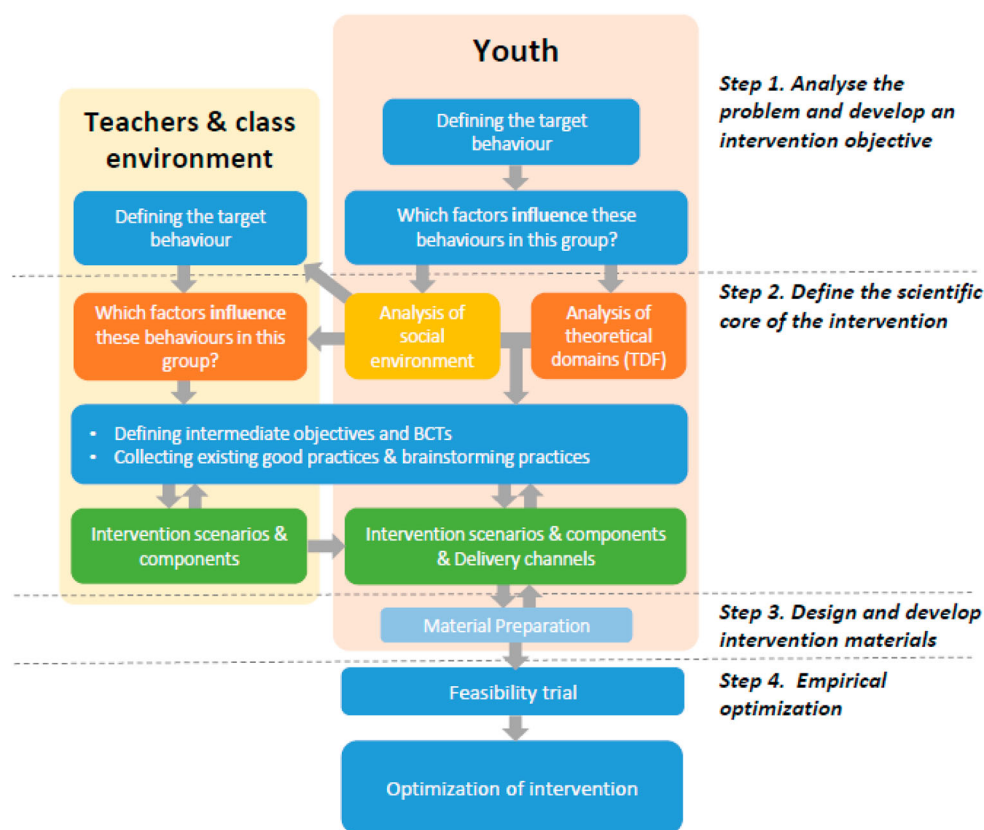 Youth
Teachers & class
environment
Defining the target
behaviour
Step 1. Analyse the
problem and develop an
intervention objective
Defining the target
behaviour
Which factors influence these
behaviours in this group?
Step 2. Define the scientific
core of the intervention
Which factors influence
these behaviours in this
group?
Analysis of
social
environment
Analysis of
theoretical
domains (TDF)
• Defining intermediate objectives and BCTs
• Collecting existing good practices & brainstorming practices
Intervention scenarios &
components
Intervention scenarios & components
& Delivery channels
Material Preparation
Step 3. Design and develop
intervention materials
Feasibility trial
Step 4. Empirical
optimization
Optimization of intervention